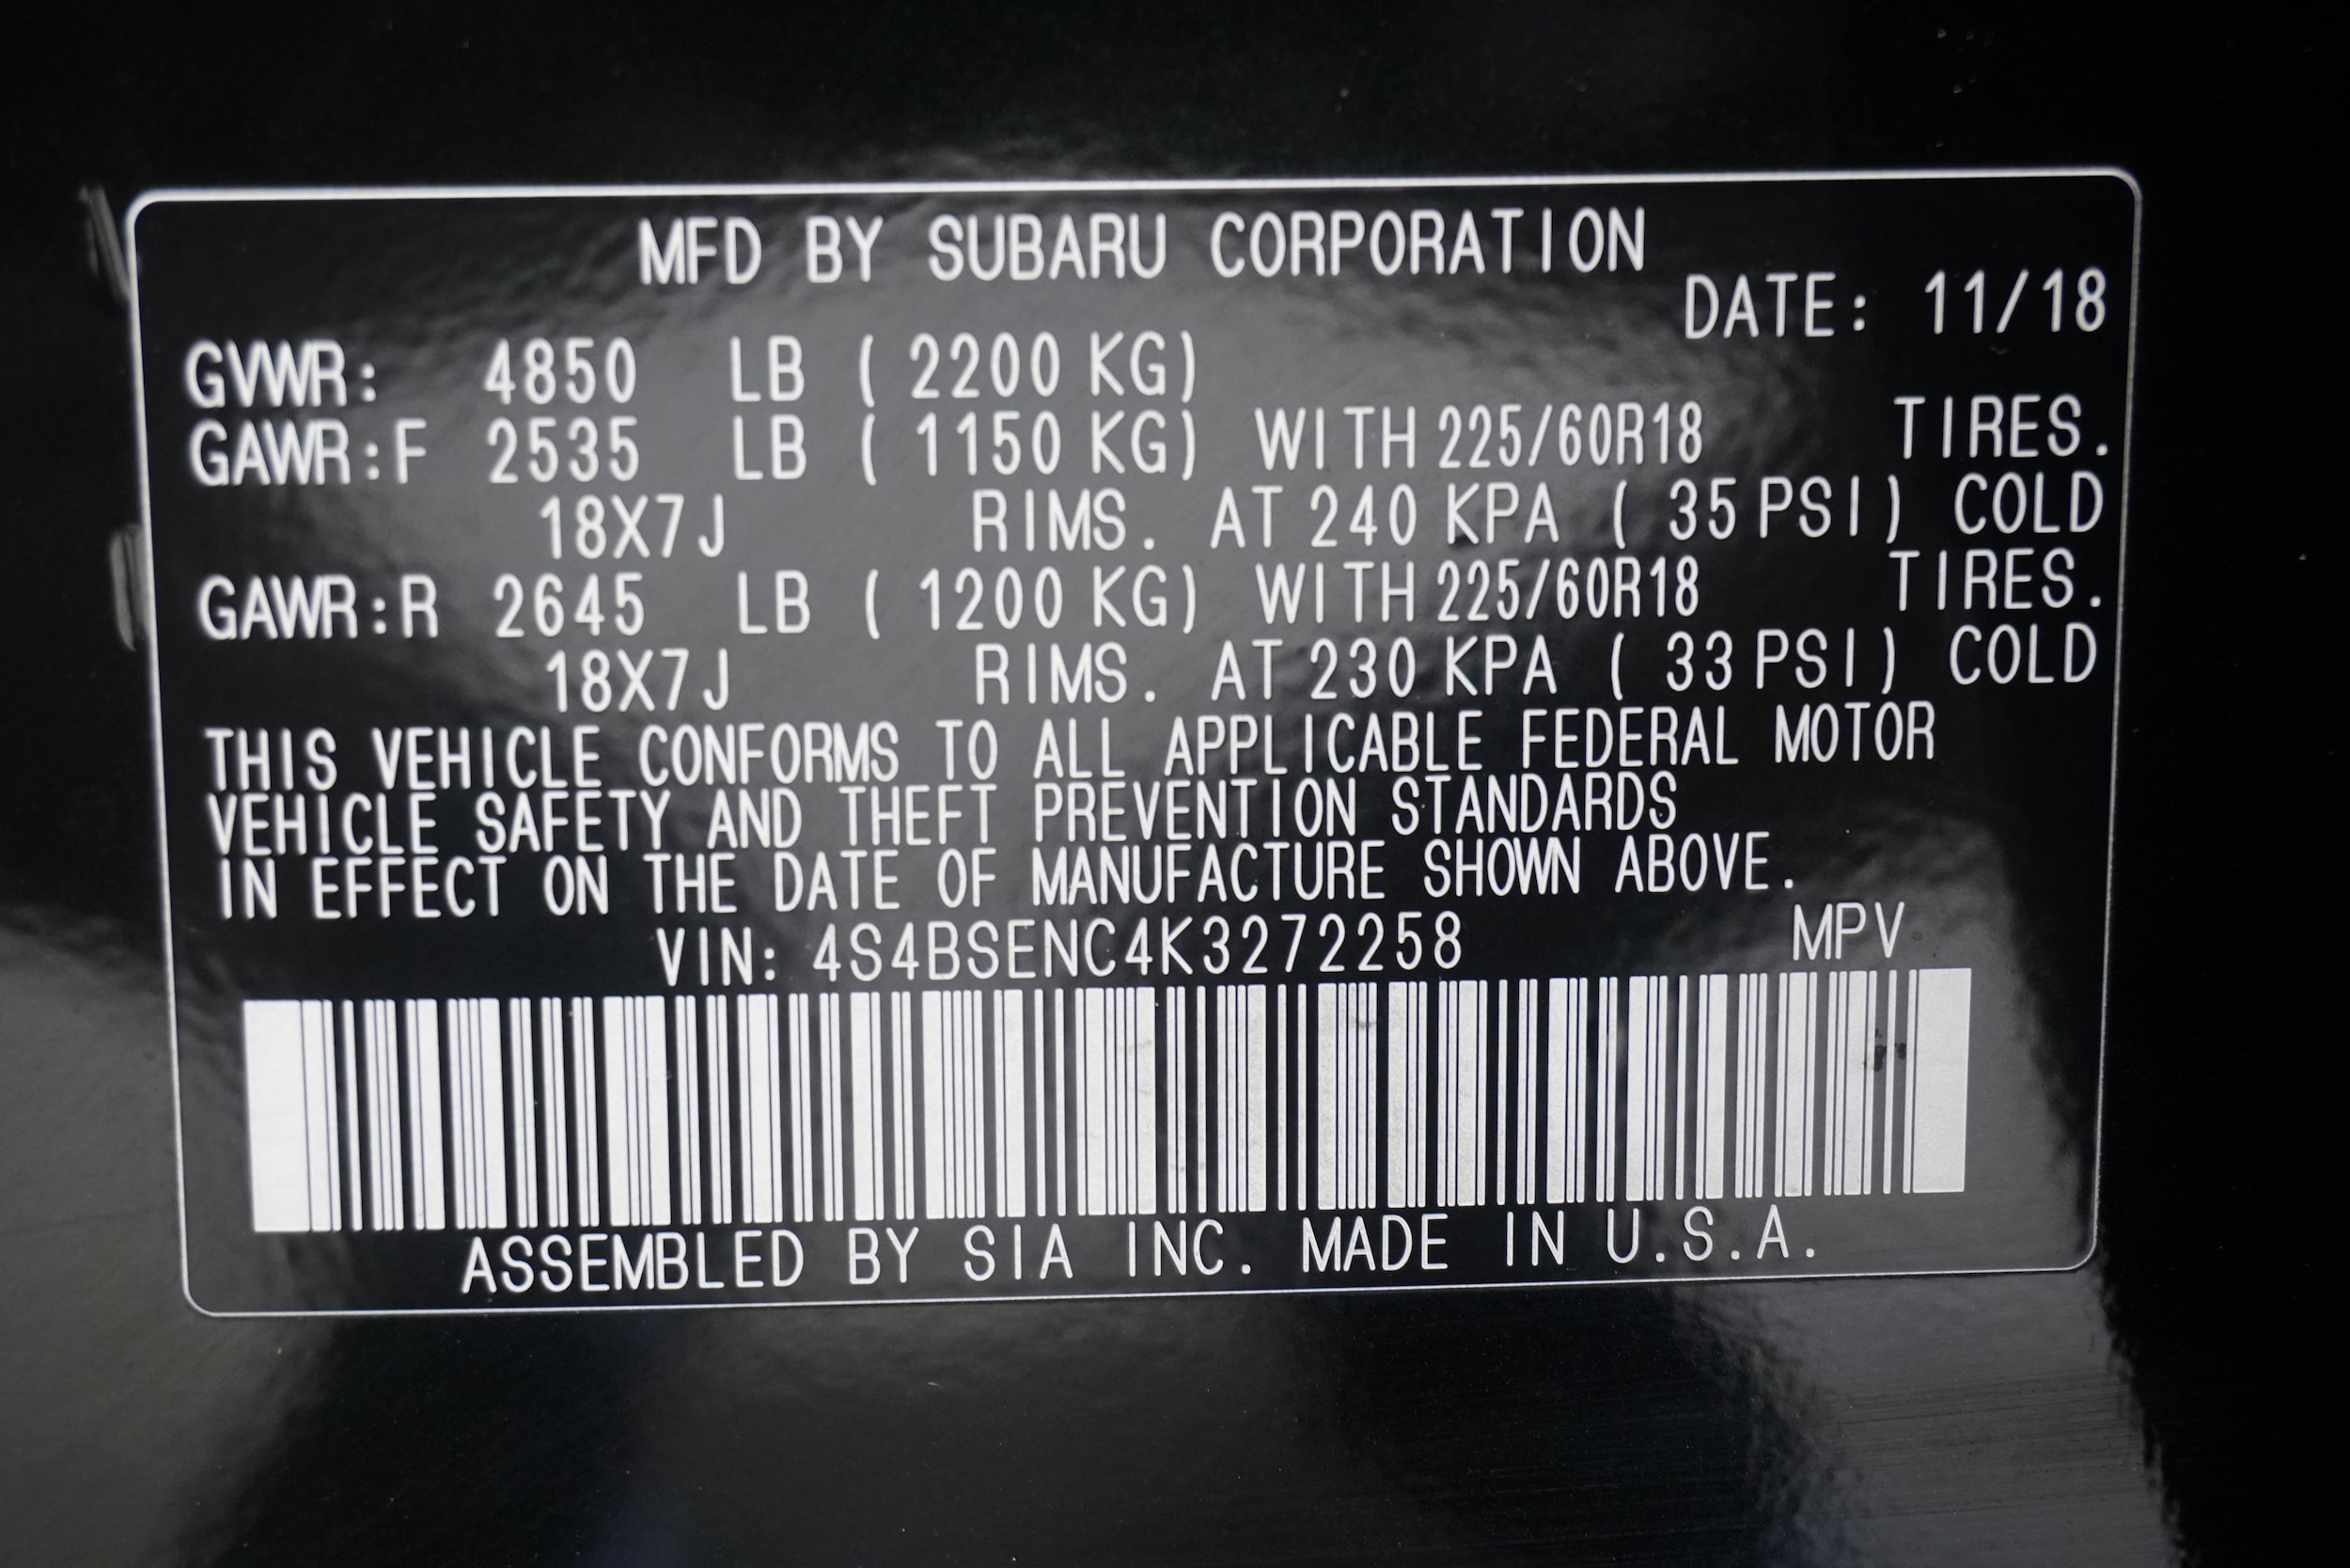 MFD BY SUBARU CORPORATION
DATE: 11/18
GVWR: 4850 LB ( 2200 KG)
GAWR:F 2535 LB ( 1150 KG) WITH 225/60R18 TIRES.
18X7J RIMS. AT 240 KPA ( 35 PSI) COLD
GAWR:R 2645 LB ( 1200 KG) WITH 225/60R18 TIRES.
18X7J RIMS. AT 230 KPA ( 33 PSI) COLD
THIS VEHICLE CONFORMS TO ALL APPLICABLE FEDERAL MOTOR
VEHICLE SAFETY AND THEFT PREVENTION STANDARDS
IN EFFECT ON THE DATE OF MANUFACTURE SHOWN ABOVE.
VIN: 4S4BSENC4K3272258 MPV
ASSEMBLED BY SIA INC. MADE IN U.S.A.